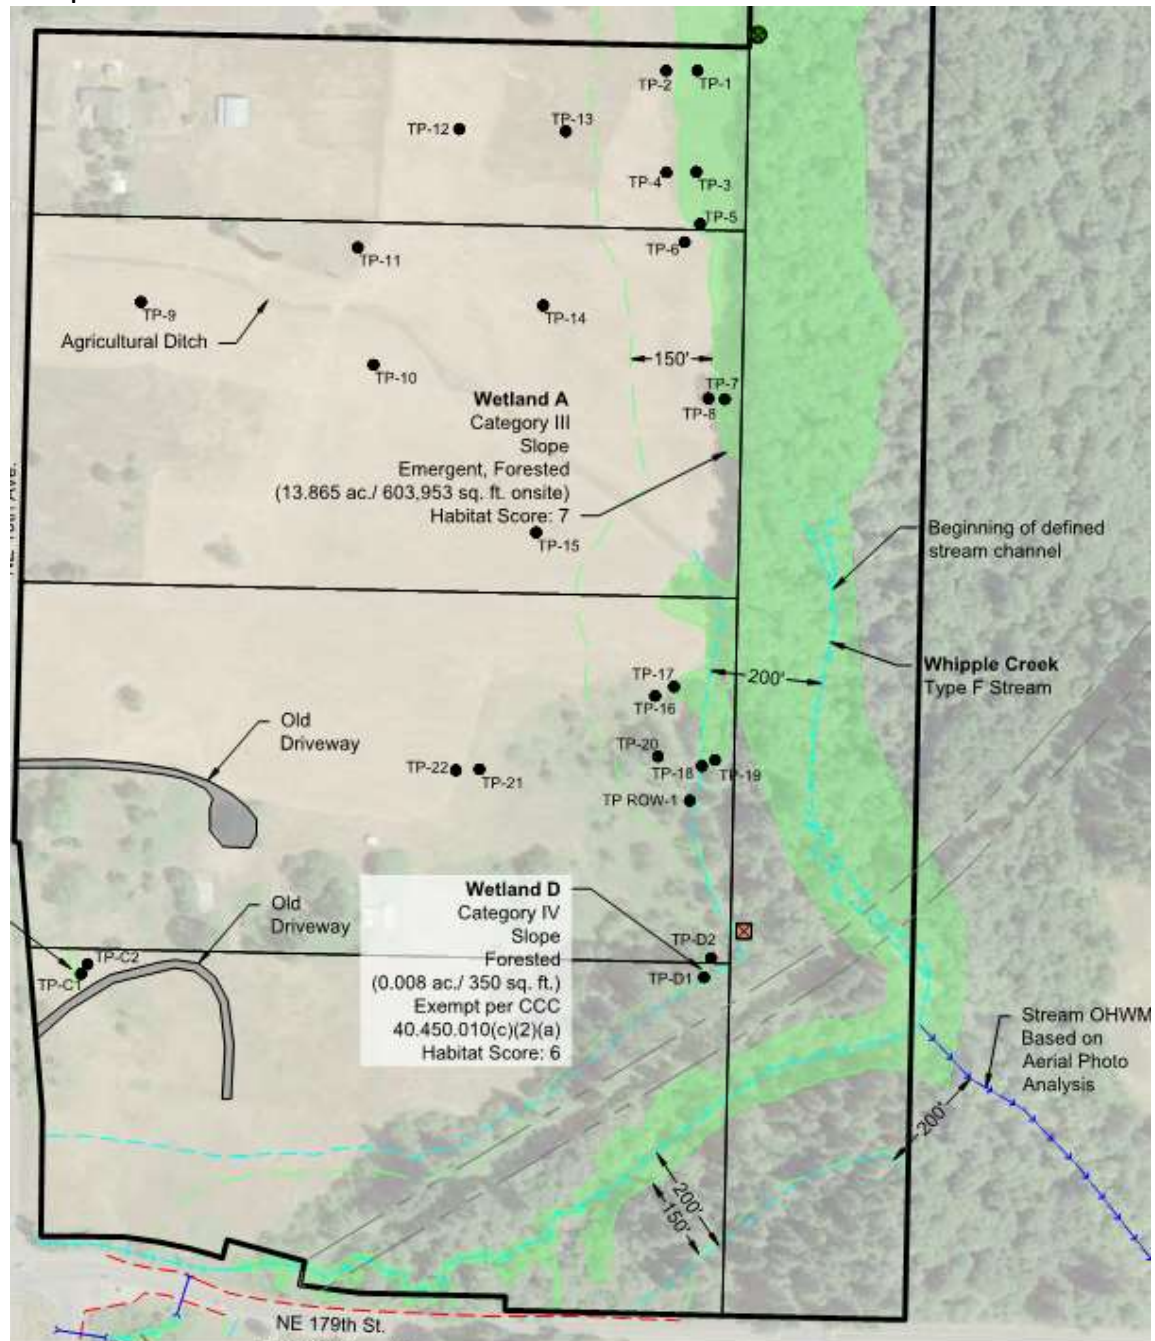 TP-2
TP-1
TP-12
TP-13
TP-4
TP-3
TP-5
TP-6
TP-11
TP-9
TP-14
Agricultural Ditch
150'
TP-10
TP-7
TP-8
Wetland A
Category III
Slope
Emergent, Forested
(13.865 ac./ 603,953 sq. ft. onsite)
Habitat Score: 7
TP-15
Beginning of defined
stream channel
Whipple Creek
Type F Stream
200'
TP-17
TP-16
Old
Driveway
TP-20
TP-22
TP-21
TP-18
TP-19
TP ROW-1
Wetland D
Category IV
Slope
Forested
(0.008 ac./ 350 sq. ft.)
Exempt per CCC
40.450.010(c)(2)(a)
Habitat Score: 6
Old
Driveway
TP-D2
TP-D1
TP-C2
TP-C1
Stream OHWM
Based on
Aerial Photo
Analysis
200'
200'
150'
NE 179th St.